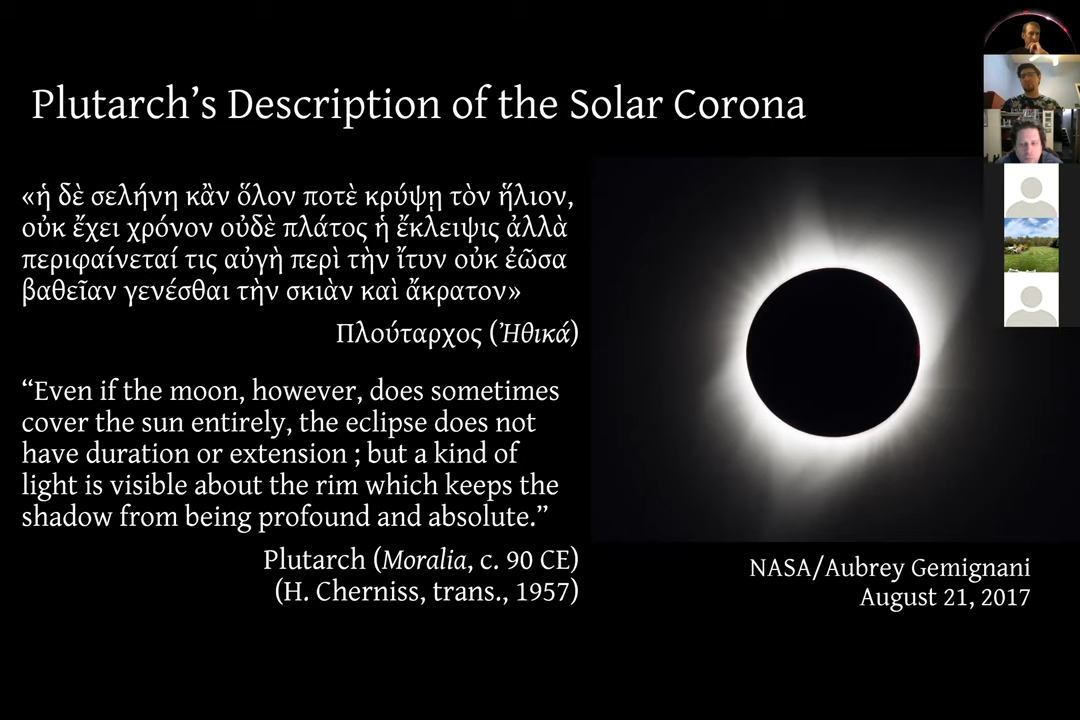 Plutarch’s Description of the Solar Corona
«ἡ δὲ σελήνη κἂν ὅλον ποτὲ κρύψῃ τὸν ἥλιον,
οὐκ ἔχει χρόνον οὐδὲ πλάτος ἡ ἔκλειψις ἀλλὰ
περιφαίνεταί τις αὐγὴ περὶ τὴν ἴτυν οὐκ ἐῶσα
βαθεῖαν γενέσθαι τὴν σκιὰν καὶ ἄκρατον»
Πλούταρχος (Ἠθικά)
“Even if the moon, however, does sometimes
cover the sun entirely, the eclipse does not
have duration or extension ; but a kind of
light is visible about the rim which keeps the
shadow from being profound and absolute.”
Plutarch (Moralia, c. 90 CE)
(H. Cherniss, trans., 1957)
NASA/Aubrey Gemignani
August 21, 2017